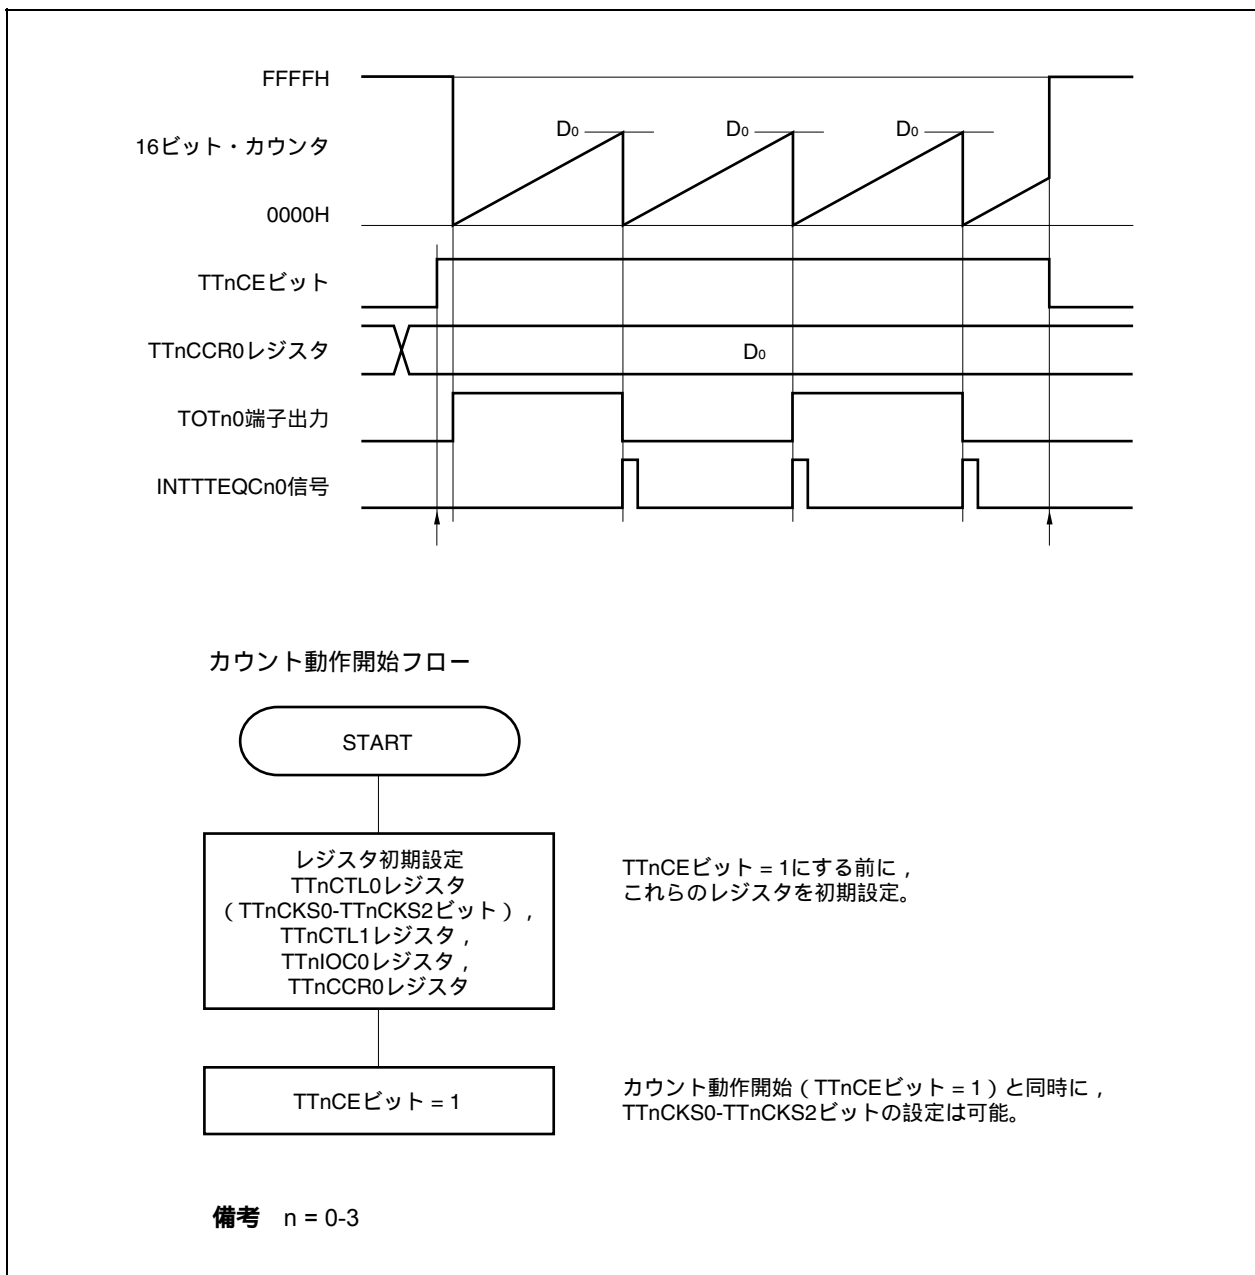 FFFFH
D0 D0 D0
16ビット・カウンタ
0000H
TTnCEビット
TTnCCR0レジスタ D0
TOTn0端子出力
INTTTEQCn0信号
カウント動作開始フロー
START
レジスタ初期設定
TTnCTL0レジスタ
（TTnCKS0-TTnCKS2ビット），
TTnCTL1レジスタ，
TTnIOC0レジスタ，
TTnCCR0レジスタ
TTnCEビット = 1にする前に，
これらのレジスタを初期設定。
TTnCEビット = 1
カウント動作開始（TTnCEビット = 1）と同時に，
TTnCKS0-TTnCKS2ビットの設定は可能。
備考 n = 0-3